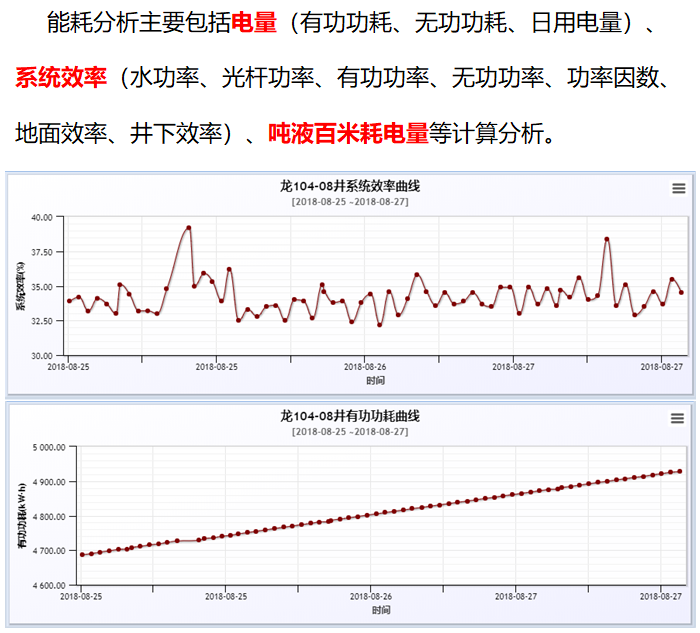 能耗分析主要包括电量（有功功耗、无功功耗、日用电量）、
系统效率（水功率、光杆功率、有功功率、无功功率、功率因数、
地面效率、井下效率）、吨液百米耗电量等计算分析。
龙104-08井系统效率曲线
[2018-08-25 ~2018-08-27]
系统效率(%)
40.00
37.50
35.00
32.50
30.00
2018-08-25 2018-08-25 2018-08-26 2018-08-27 2018-08-27
时间
龙104-08井有功功耗曲线
[2018-08-25 ~2018-08-27]
有功功耗(kW·h)
5 000.00
4 900.00
4 800.00
4 700.00
4 600.00
2018-08-25 2018-08-25 2018-08-26 2018-08-27 2018-08-27
时间